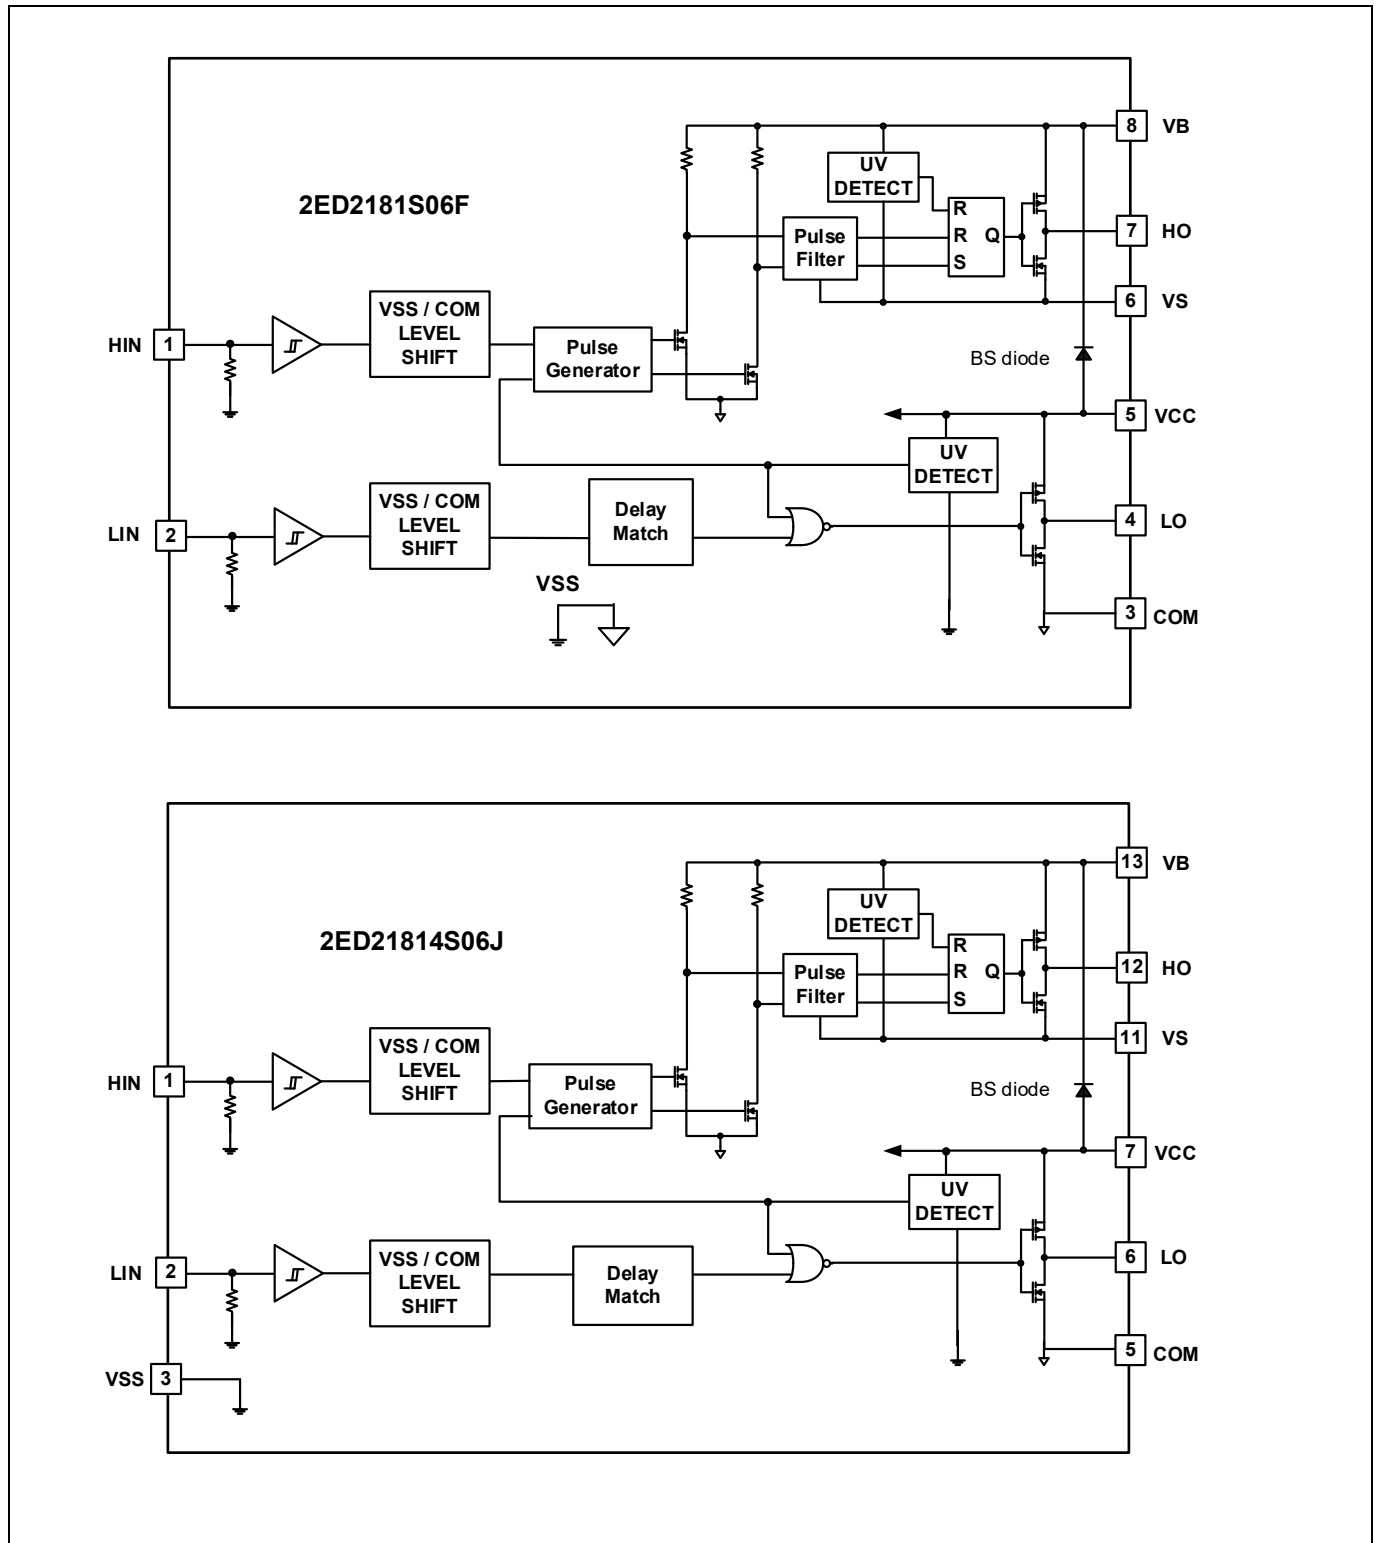 2ED2181S06F
8 VB
UV
DETECT
R
R Q
S
7 HO
Pulse
Filter
6 VS
VSS / COM
LEVEL
SHIFT
HIN 1
Pulse
Generator
BS diode
5 VCC
UV
DETECT
VSS / COM
LEVEL
SHIFT
Delay
Match
LIN 2
4 LO
VSS
3 COM
2ED21814S06J
13 VB
UV
DETECT
R
R Q
S
12 HO
Pulse
Filter
11 VS
VSS / COM
LEVEL
SHIFT
HIN 1
Pulse
Generator
BS diode
7 VCC
UV
DETECT
VSS / COM
LEVEL
SHIFT
Delay
Match
LIN 2
6 LO
5 COM
VSS 3